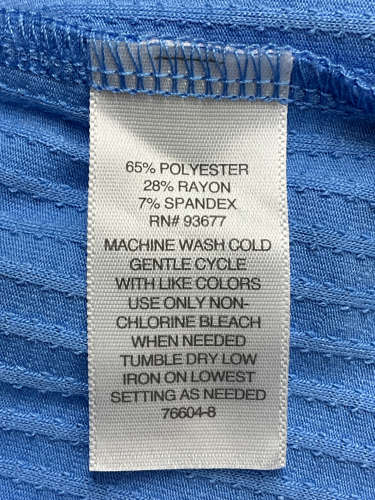 65% POLYESTER
28% RAYON
7% SPANDEX
RN# 93677
MACHINE WASH COLD
GENTLE CYCLE
WITH LIKE COLORS
USE ONLY NON-
CHLORINE BLEACH
WHEN NEEDED
TUMBLE DRY LOW
IRON ON LOWEST
SETTING AS NEEDED
76604-8